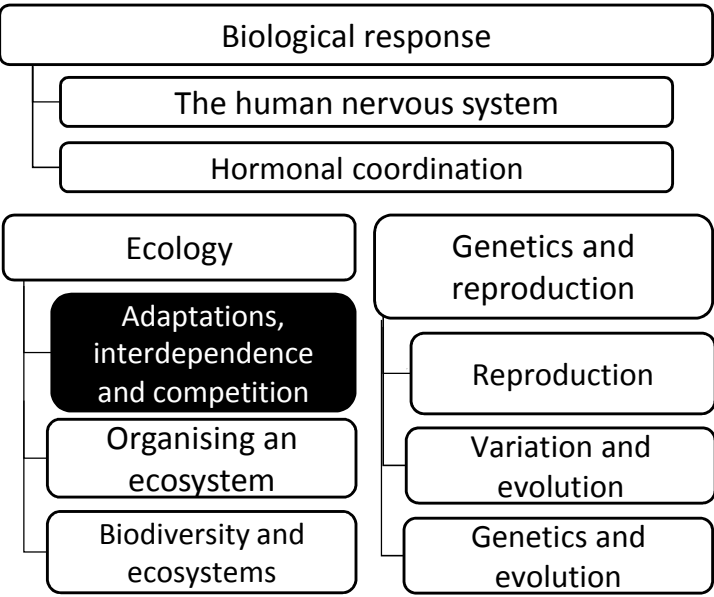 Biological response
The human nervous system
Hormonal coordination
Ecology
Adaptations,
interdependence
and competition
Organising an
ecosystem
Biodiversity and
ecosystems
Genetics and
reproduction
Reproduction
Variation and
evolution
Genetics and
evolution